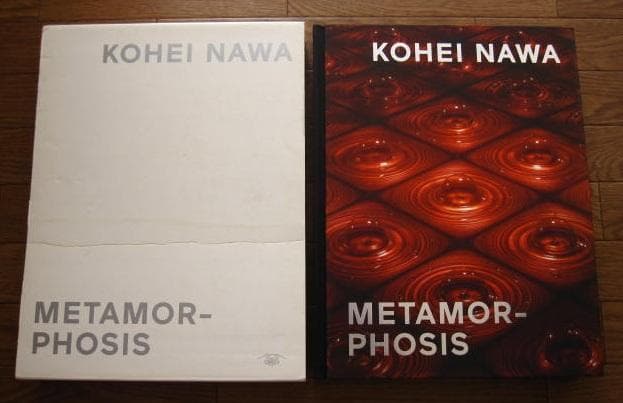 KOHEI NAWA
METAMOR-
PHOSIS
KOHEI NAWA
METAMOR-
PHOSIS